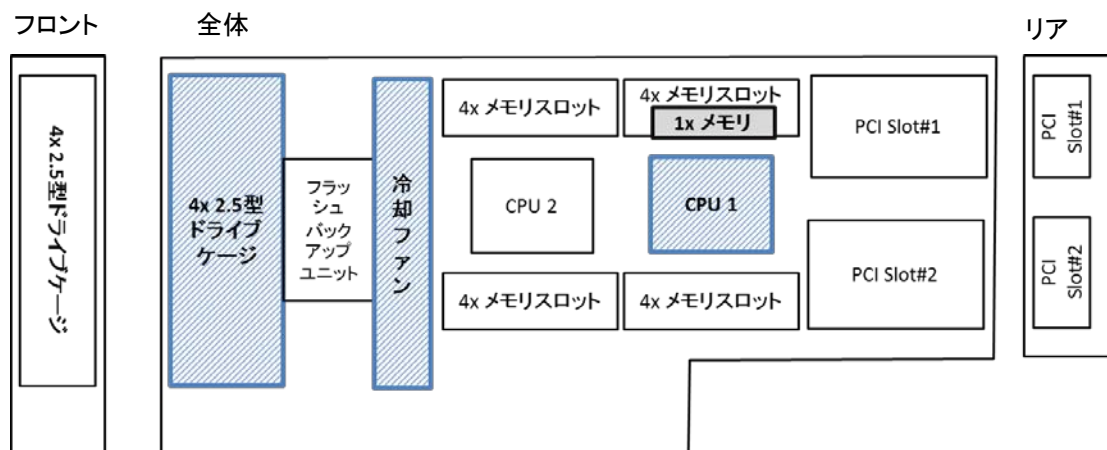 フロント
全体
リア
4x 2.5型ドライブケージ
4x 2.5型
ドライブ
ケージ
フラッ
シュ
バック
アップ
ユニット
冷却ファン
4x メモリスロット
4x メモリスロット
1x メモリ
CPU 2
CPU 1
4x メモリスロット
4x メモリスロット
PCI Slot#1
PCI Slot#2
PCI
Slot#1
PCI
Slot#2